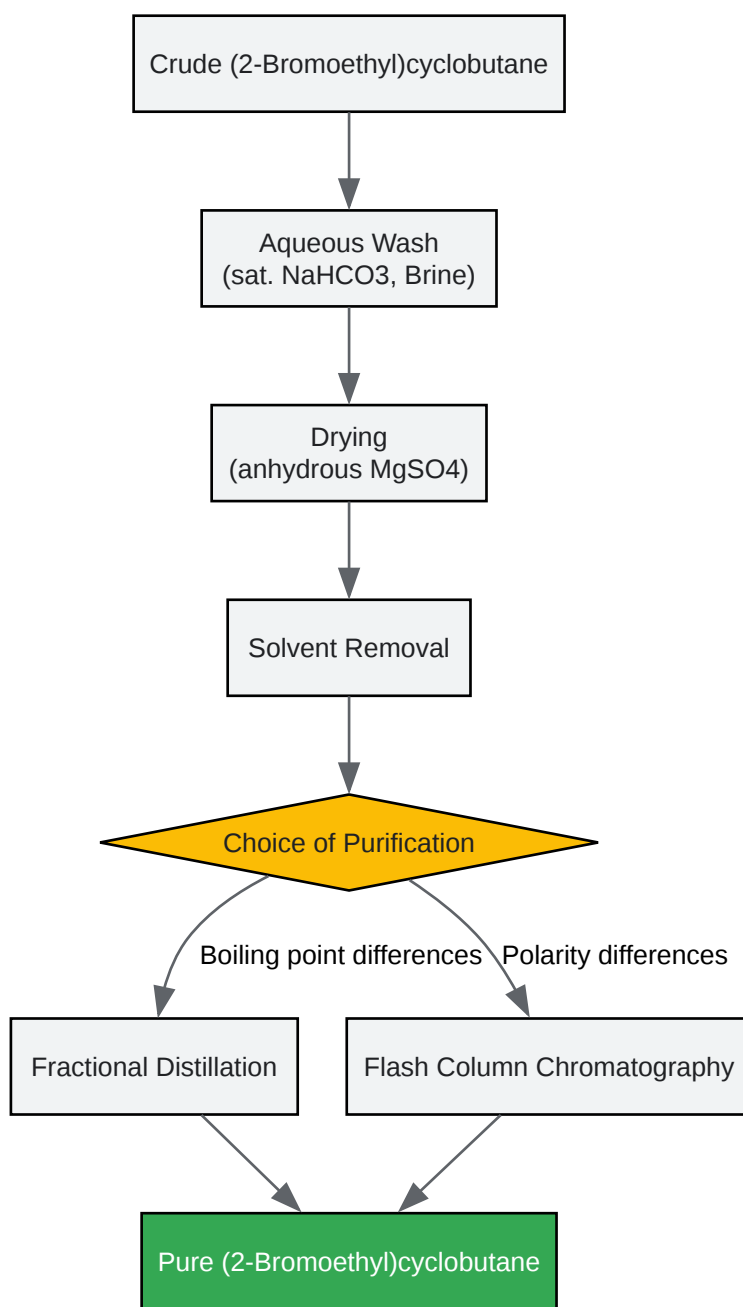 Crude (2-Bromoethyl)cyclobutane
Aqueous Wash
(sat. NaHCO3, Brine)
Drying
(anhydrous MgSO4)
Solvent Removal
Choice of Purification
Boiling point differences
Polarity differences
Fractional Distillation
Flash Column Chromatography
Pure (2-Bromoethyl)cyclobutane